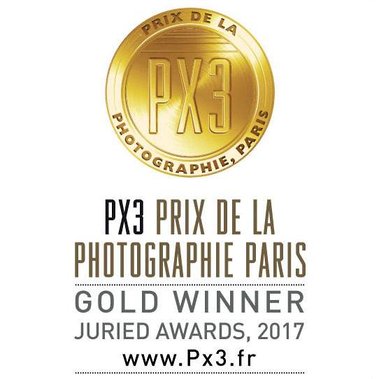 PRIX DE LA
PX3
PHOTOGRAPHIE, PARIS
PX3 PRIX DE LA
PHOTOGRAPHIE PARIS
GOLD WINNER
JURIED AWARDS, 2017
www.Px3.fr